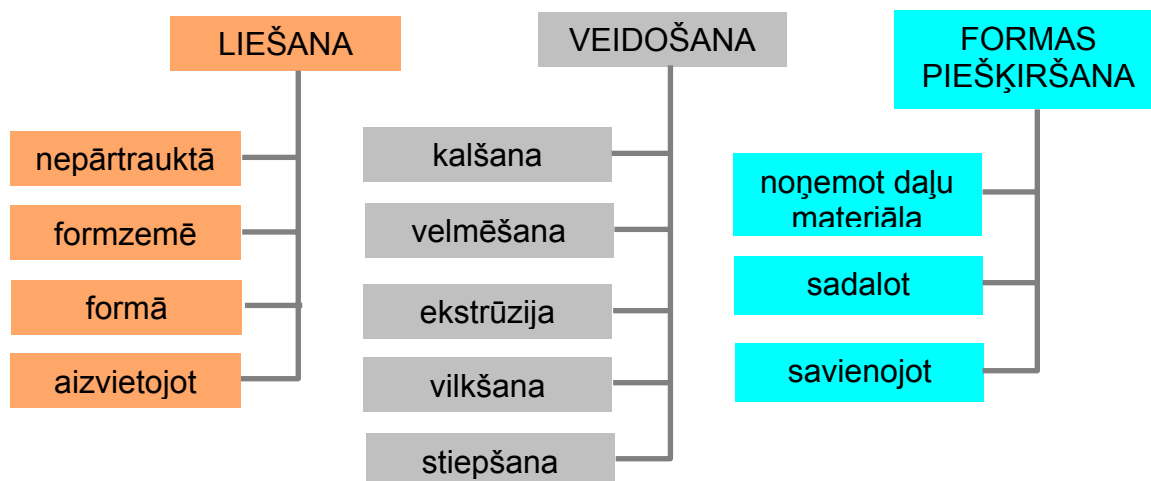 LIEŠANA
nepārtrauktā
formzemē
formā
aizvietojot
VEIDOŠANA
kalšana
velmēšana
ekstrūzija
vilkšana
stiepšana
FORMAS
PIEŠĶIRŠANA
noņemot daļu
materiāla
sadalot
savienojot